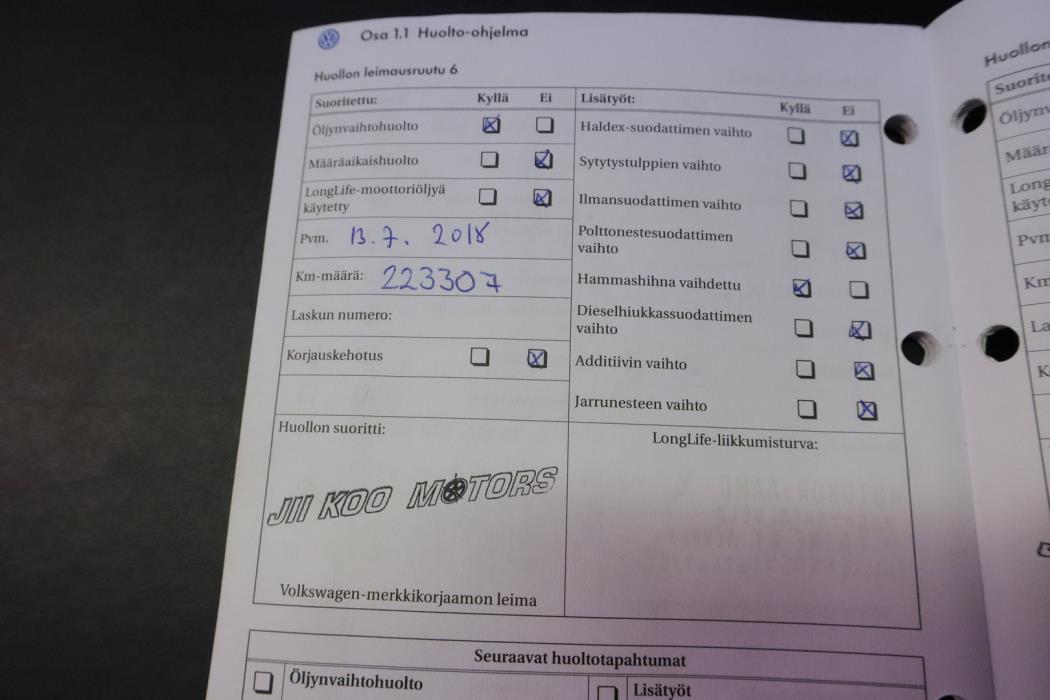 Osa 1.1 Huolto-ohjelma
Huollon leimausruutu 6
Suoritettu: Kyllä Ei
Öljynvaihtohuolto
Määräaikaishuolto
LongLife-moottoriöljyä
käytetty
Pvm. 13.7. 2018
Km-määrä: 223307
Laskun numero:
Korjauskehotus
Huollon suoritti:
JII KOO MOTORS
Volkswagen-merkkikorjaamon leima
Lisätyöt: Kyllä Ei
Haldex-suodattimen vaihto
Sytytystulppien vaihto
Ilmansuodattimen vaihto
Polttonestesuodattimen
vaihto
Hammashihna vaihdettu
Dieselhiukkassuodattimen
vaihto
Additiivin vaihto
Jarrunesteen vaihto
LongLife-liikkumisturva:
Seuraavat huoltotapahtumat
Öljynvaihtohuolto
Lisätyöt
Huollon
Suorite
Öljynv
Määr
Long
käyt
Pvm
Km
La
K